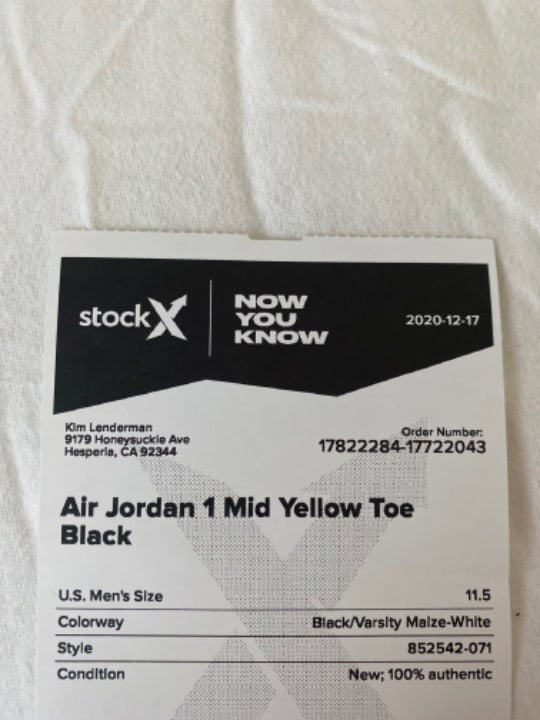 stockX
NOW
YOU
KNOW
2020-12-17
Kim Lenderman
9179 Honeysuckle Ave
Hesperia, CA 92344
Order Number:
17822284-17722043
Air Jordan 1 Mid Yellow Toe
Black
U.S. Men's Size 11.5
Colorway Black/Varsity Maize-White
Style 852542-071
Condition New; 100% authentic